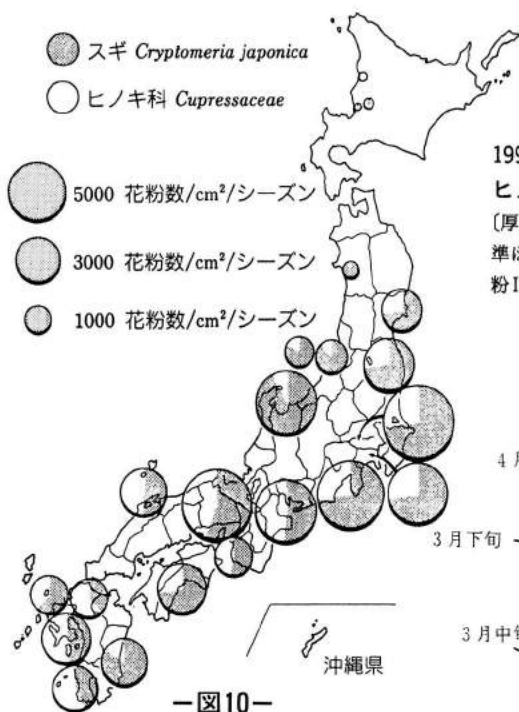 スギ Cryptomeria japonica
ヒノキ科 Cupressaceae
5000 花粉数/cm²/シーズン
3000 花粉数/cm²/シーズン
1000 花粉数/cm²/シーズン
199
ヒ
〔厚
準に
粉I
4月
3月下旬
3月中旬
沖縄県
－図10－